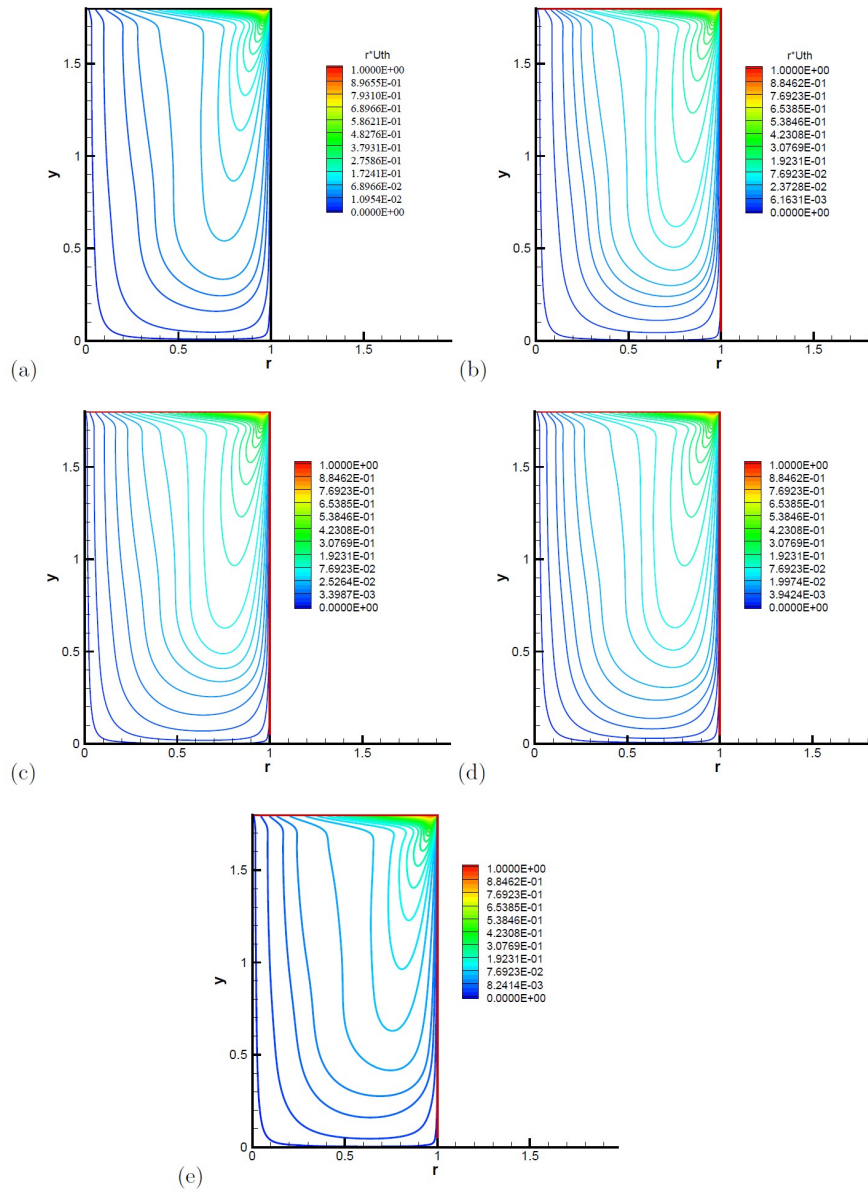 1.5
1
0.5
0
y
0
0.5
1
1.5
r
r*Uth
1.0000E+00
8.9655E-01
7.9310E-01
6.8966E-01
5.8621E-01
4.8276E-01
3.7931E-01
2.7586E-01
1.7241E-01
6.8966E-02
1.0954E-02
0.0000E+00
(a)
1.5
1
0.5
0
y
0
0.5
1
1.5
r
r*Uth
1.0000E+00
8.8462E-01
7.6923E-01
6.5385E-01
5.3846E-01
4.2308E-01
3.0769E-01
1.9231E-01
7.6923E-02
2.3728E-02
6.1631E-03
0.0000E+00
(b)
1.5
1
0.5
0
y
0
0.5
1
1.5
r
1.0000E+00
8.8462E-01
7.6923E-01
6.5385E-01
5.3846E-01
4.2308E-01
3.0769E-01
1.9231E-01
7.6923E-02
2.5264E-02
3.3987E-03
0.0000E+00
(c)
1.5
1
0.5
0
y
0
0.5
1
1.5
r
1.0000E+00
8.8462E-01
7.6923E-01
6.5385E-01
5.3846E-01
4.2308E-01
3.0769E-01
1.9231E-01
7.6923E-02
1.9974E-02
3.9424E-03
0.0000E+00
(d)
1.5
1
0.5
0
y
0
0.5
1
1.5
r
1.0000E+00
8.8462E-01
7.6923E-01
6.5385E-01
5.3846E-01
4.2308E-01
3.0769E-01
1.9231E-01
7.6923E-02
8.2414E-03
0.0000E+00
(e)